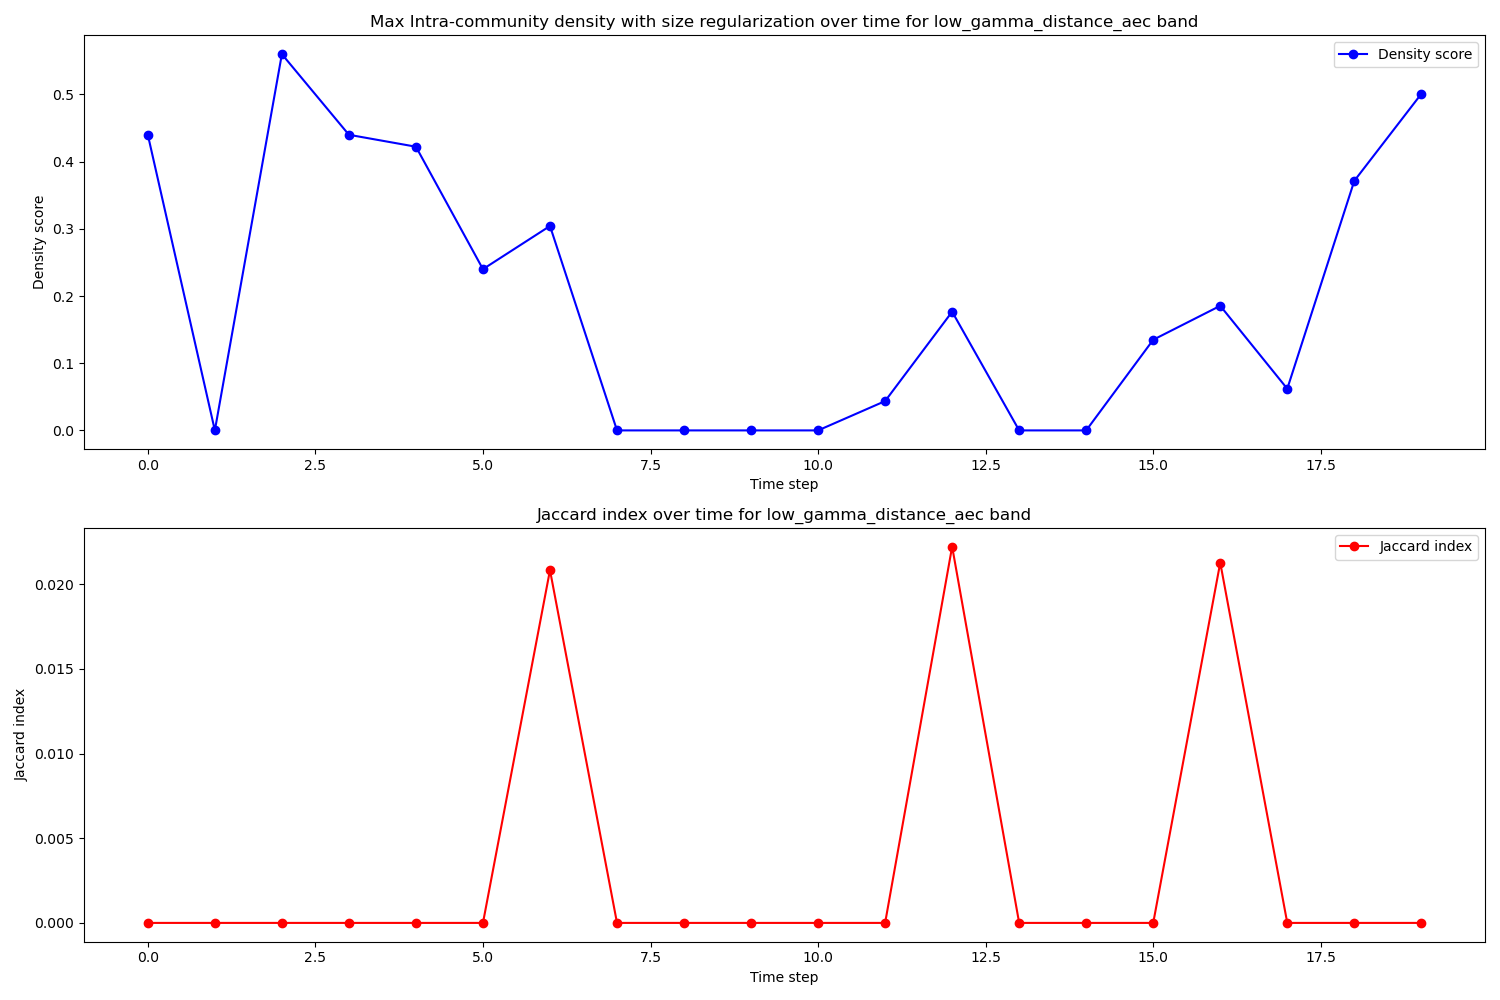 Max Intra-community density with size regularization over time for low_gamma_distance_aec band
Density score
0.5
0.4
0.3
0.2
0.1
0.0
Density score
0.0 2.5 5.0 7.5 10.0 12.5 15.0 17.5
Time step
Jaccard index over time for low_gamma_distance_aec band
Jaccard index
0.020
0.015
0.010
0.005
0.000
Jaccard index
0.0 2.5 5.0 7.5 10.0 12.5 15.0 17.5
Time step